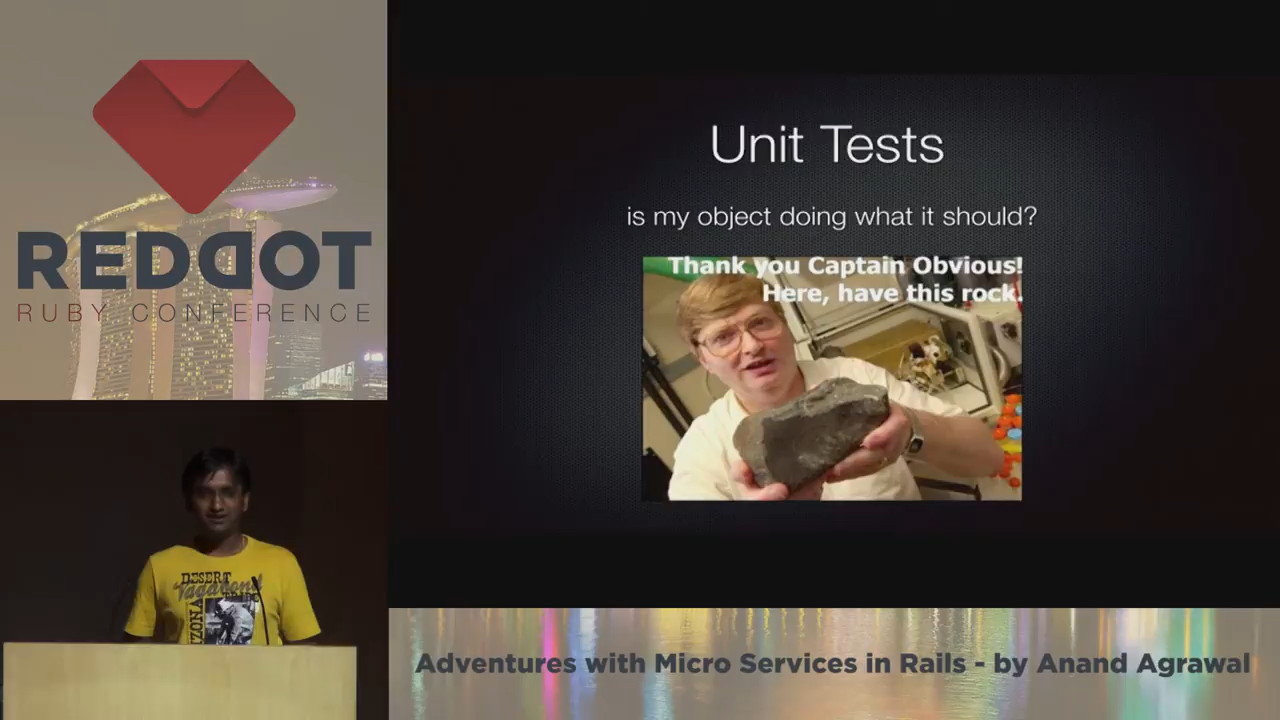 REDDOT
RUBY CONFERENCE
Unit Tests
is my object doing what it should?
Thank you Captain Obvious!
Here, have this rock.
DESERT
Vagabond
Adventures with Micro Services in Rails - by Anand Agrawal